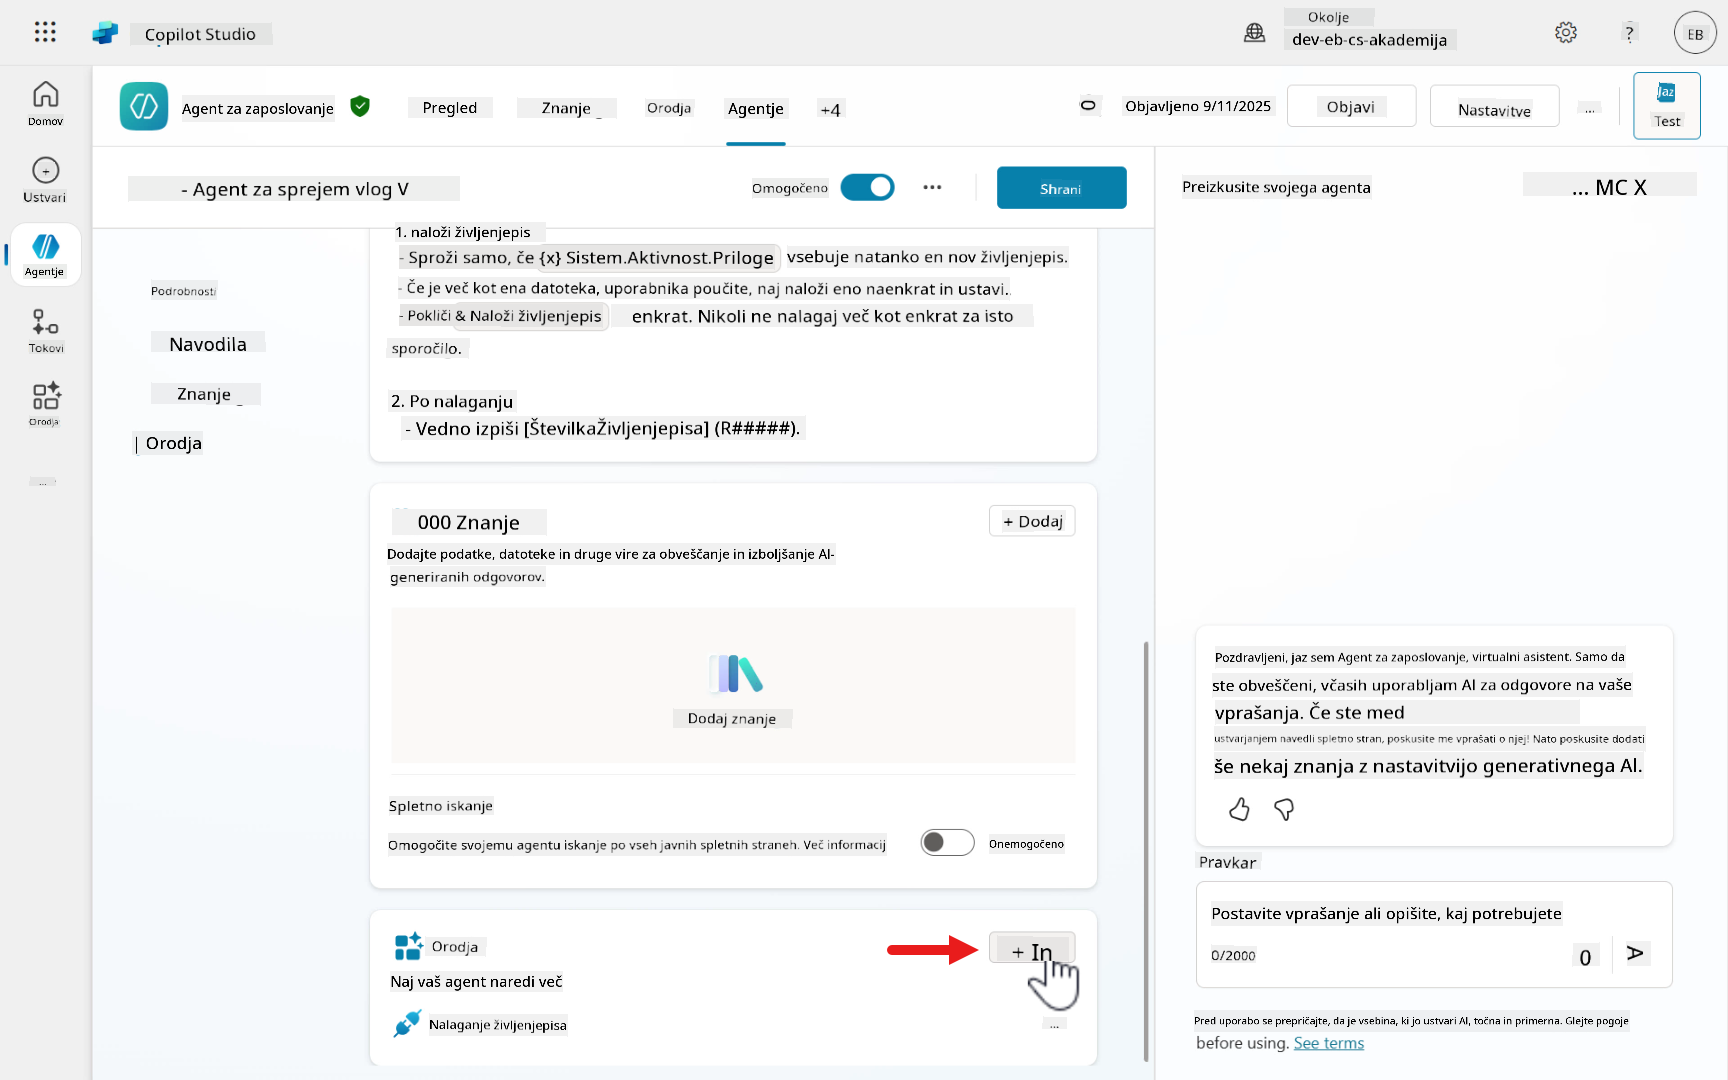 Copilot Studio
Okolje
dev-eb-cs-akademija
?
EB
Domov
Ustvari
Agentje
Tokovi
Orodja
...
Agent za zaposlovanje
Pregled
Znanje
Orodja
Agentje
+4
Objavljeno 9/11/2025
Objavi
Nastavitve
...
Jaz
Test
- Agent za sprejem vlog V
Omogočeno
...
Shrani
Podrobnosti
Navodila
Znanje
| Orodja
1. naloži življenjepis
- Sproži samo, če {x} Sistem.Aktivnost.Priloge vsebuje natanko en nov življenjepis.
- Če je več kot ena datoteka, uporabnika poučite, naj naloži eno naenkrat in ustavi..
- Pokliči & Naloži življenjepis enkrat. Nikoli ne nalagaj več kot enkrat za isto
sporočilo.
2. Po nalaganju
- Vedno izpiši [ŠtevilkaŽivljenjepisa] (R#####).
000 Znanje
+ Dodaj
Dodajte podatke, datoteke in druge vire za obveščanje in izboljšanje AI-
generiranih odgovorov.
Dodaj znanje
Spletno iskanje
Omogočite svojemu agentu iskanje po vseh javnih spletnih straneh. Več informacij
Onemogočeno
Orodja
+ In
Naj vaš agent naredi več
Nalaganje življenjepisa
...
Preizkusite svojega agenta
... MC X
Pozdravljeni, jaz sem Agent za zaposlovanje, virtualni asistent. Samo da
ste obveščeni, včasih uporabljam AI za odgovore na vaše
vprašanja. Če ste med
ustvarjanjem navedli spletno stran, poskusite me vprašati o njej! Nato poskusite dodati
še nekaj znanja z nastavitvijo generativnega AI.
Pravkar
Postavite vprašanje ali opišite, kaj potrebujete
0/2000
0
A
Pred uporabo se prepričajte, da je vsebina, ki jo ustvari AI, točna in primerna. Glejte pogoje
before using. See terms